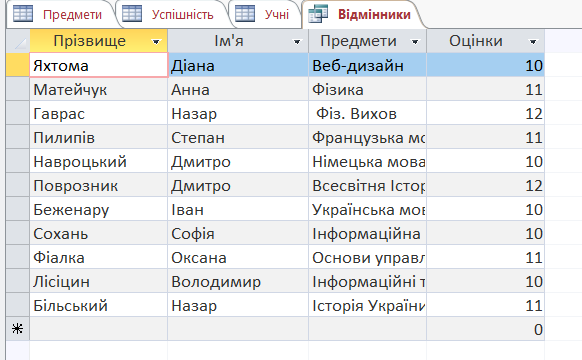 Предмети Успішність Учні Відмінники
Прізвище Ім'я Предмети Оцінки
Яхтома Діана Веб-дизайн 10
Матейчук Анна Фізика 11
Гаврас Назар Фіз. Вихов 12
Пилипів Степан Французька мо 11
Навроцький Дмитро Німецька мова 10
Поврозник Дмитро Всесвітня Істор 12
Беженару Іван Українська мов 10
Сохань Софія Інформаційна 10
Фіалка Оксана Основи управл 11
Лісіцин Володимир Інформаційні т 10
Більський Назар Історія України 11
0